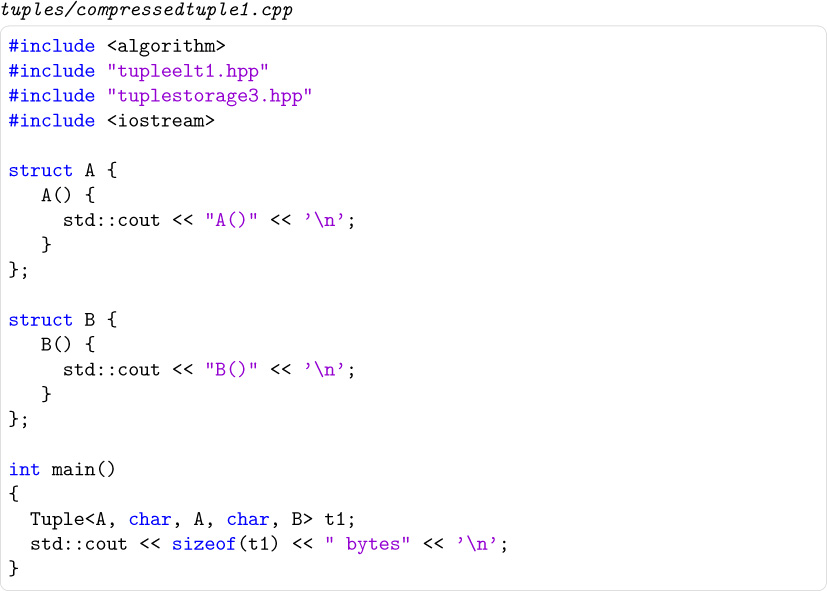 tuples/compressedtuple1.cpp
#include <algorithm>
#include "tupleelt1.hpp"
#include "tuplestorage3.hpp"
#include <iostream>

struct A {
   A() {
     std::cout << "A()" << ’\n’;
   }
};

struct B {
   B() {
     std::cout << "B()" << ’\n’;
   }
};

int main()
{
  Tuple<A, char, A, char, B> t1;
  std::cout << sizeof(t1) << " bytes" << ’\n’;
}